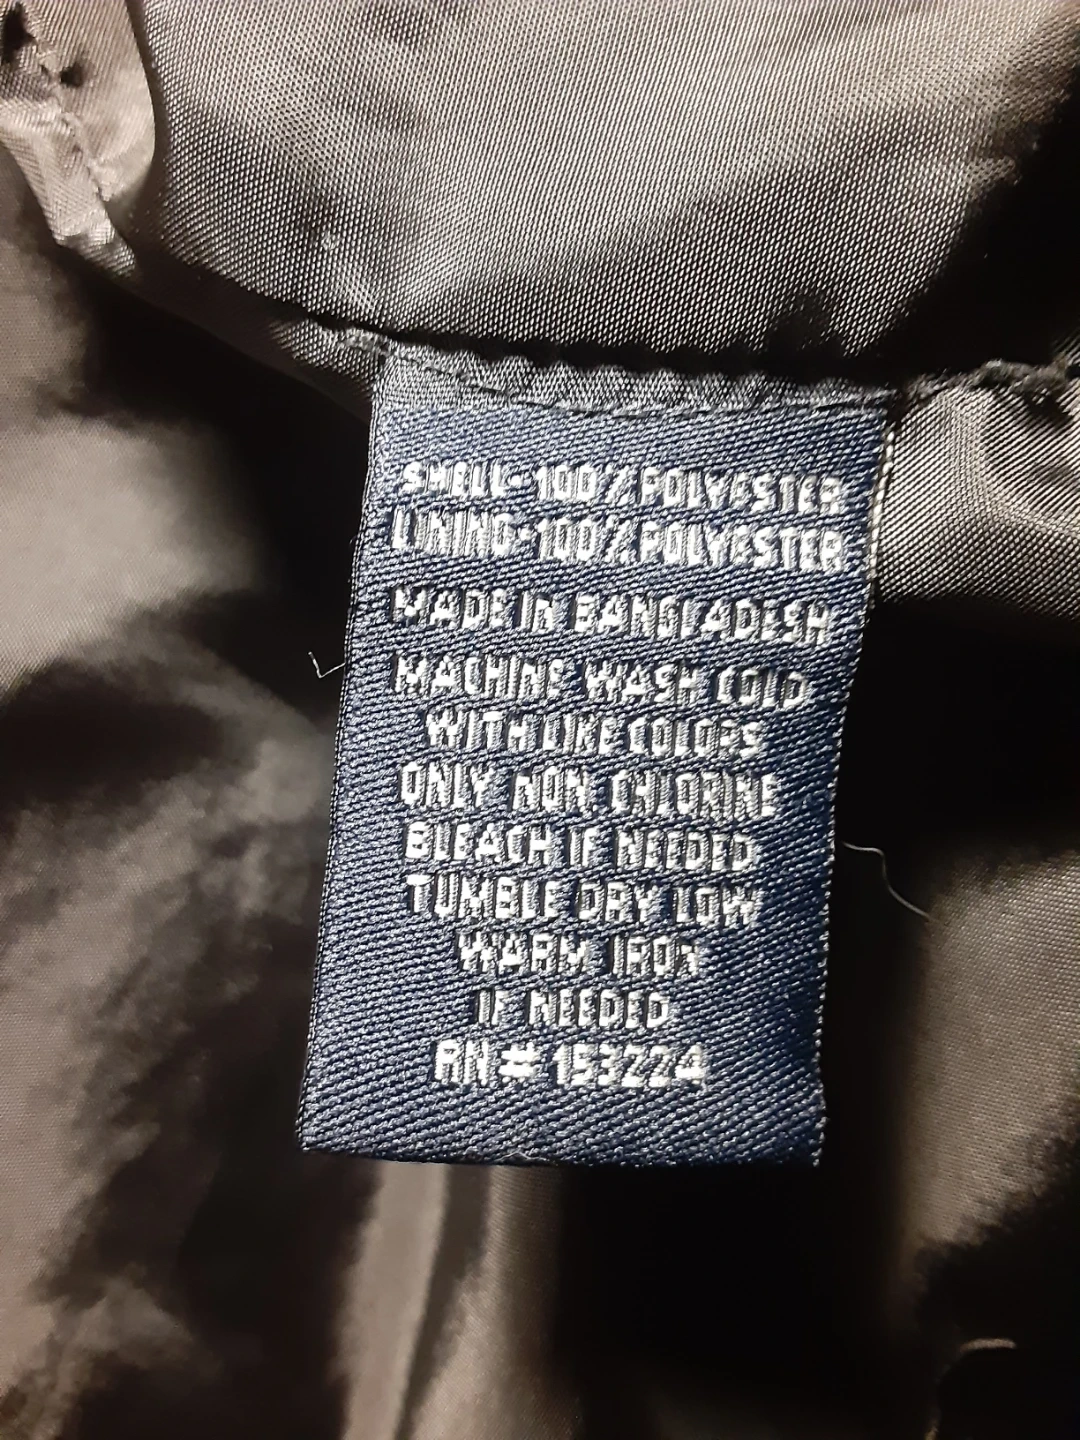 SHELL-100%POLYESTER
LINING-100%POLYESTER
MADE IN BANGLADESH
MACHINE WASH COLD
WITH LIKE COLORS
ONLY NON CHLORINE
BLEACH IF NEEDED
TUMBLE DRY LOW
WARM IRON
IF NEEDED
RN# 153224